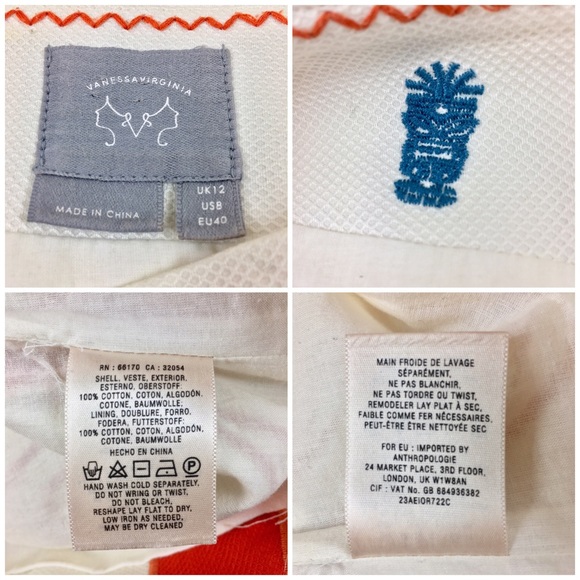 VANESSAVIRGINIA
MADE IN CHINA
UK12
US8
EU40
RN : 66170 CA : 32054
SHELL, VESTE, EXTERIOR,
ESTERNO, OBERSTOFF.
100% COTTON, COTON, ALGODÓN,
COTONE, BAUMWOLLE;
LINING, DOUBLURE, FORRO,
FODERA, FUTTERSTOFF:
100% COTTON, COTON, ALGODÓN,
COTONE, BAUMWOLLE.
HECHO EN CHINA
P
HAND WASH COLD SEPARATELY.
DO NOT WRING OR TWIST,
DO NOT BLEACH.
RESHAPE LAY FLAT TO DRY,
LOW IRON AS NEEDED,
MAY BE DRY CLEANED
MAIN FROIDE DE LAVAGE
SÉPARÉMENT,
NE PAS BLANCHIR,
NE PAS TORDRE OU TWIST,
REMODELER LAY PLAT À SEC,
FAIBLE COMME FER NÉCESSAIRES.
PEUT-ÊTRE ÊTRE NETTOYÉE SEC
FOR EU : IMPORTED BY
ANTHROPOLOGIE
24 MARKET PLACE, 3RD FLOOR,
LONDON, UK W1W8AN
CIF : VAT No. GB 684936382
23AEIOR722C